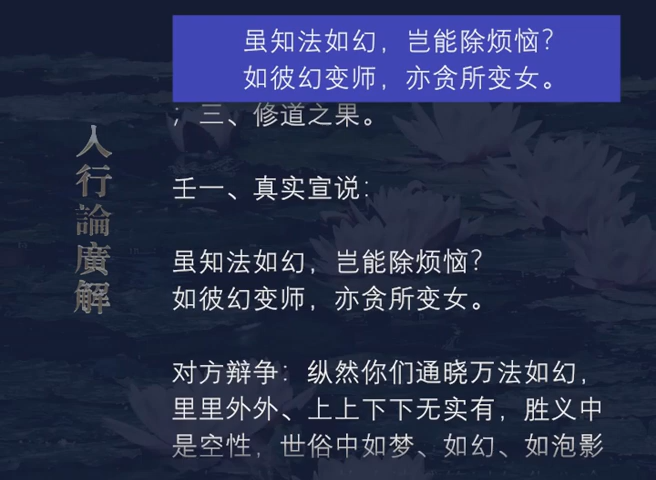 虽知法如幻，岂能除烦恼？
如彼幻变师，亦贪所变女。
；三、修道之果。
入行論廣解
壬一、真实宣说：
虽知法如幻，岂能除烦恼？
如彼幻变师，亦贪所变女。
对方辩争：纵然你们通晓万法如幻，
里里外外、上上下下无实有，胜义中
是空性，世俗中如梦、如幻、如泡影